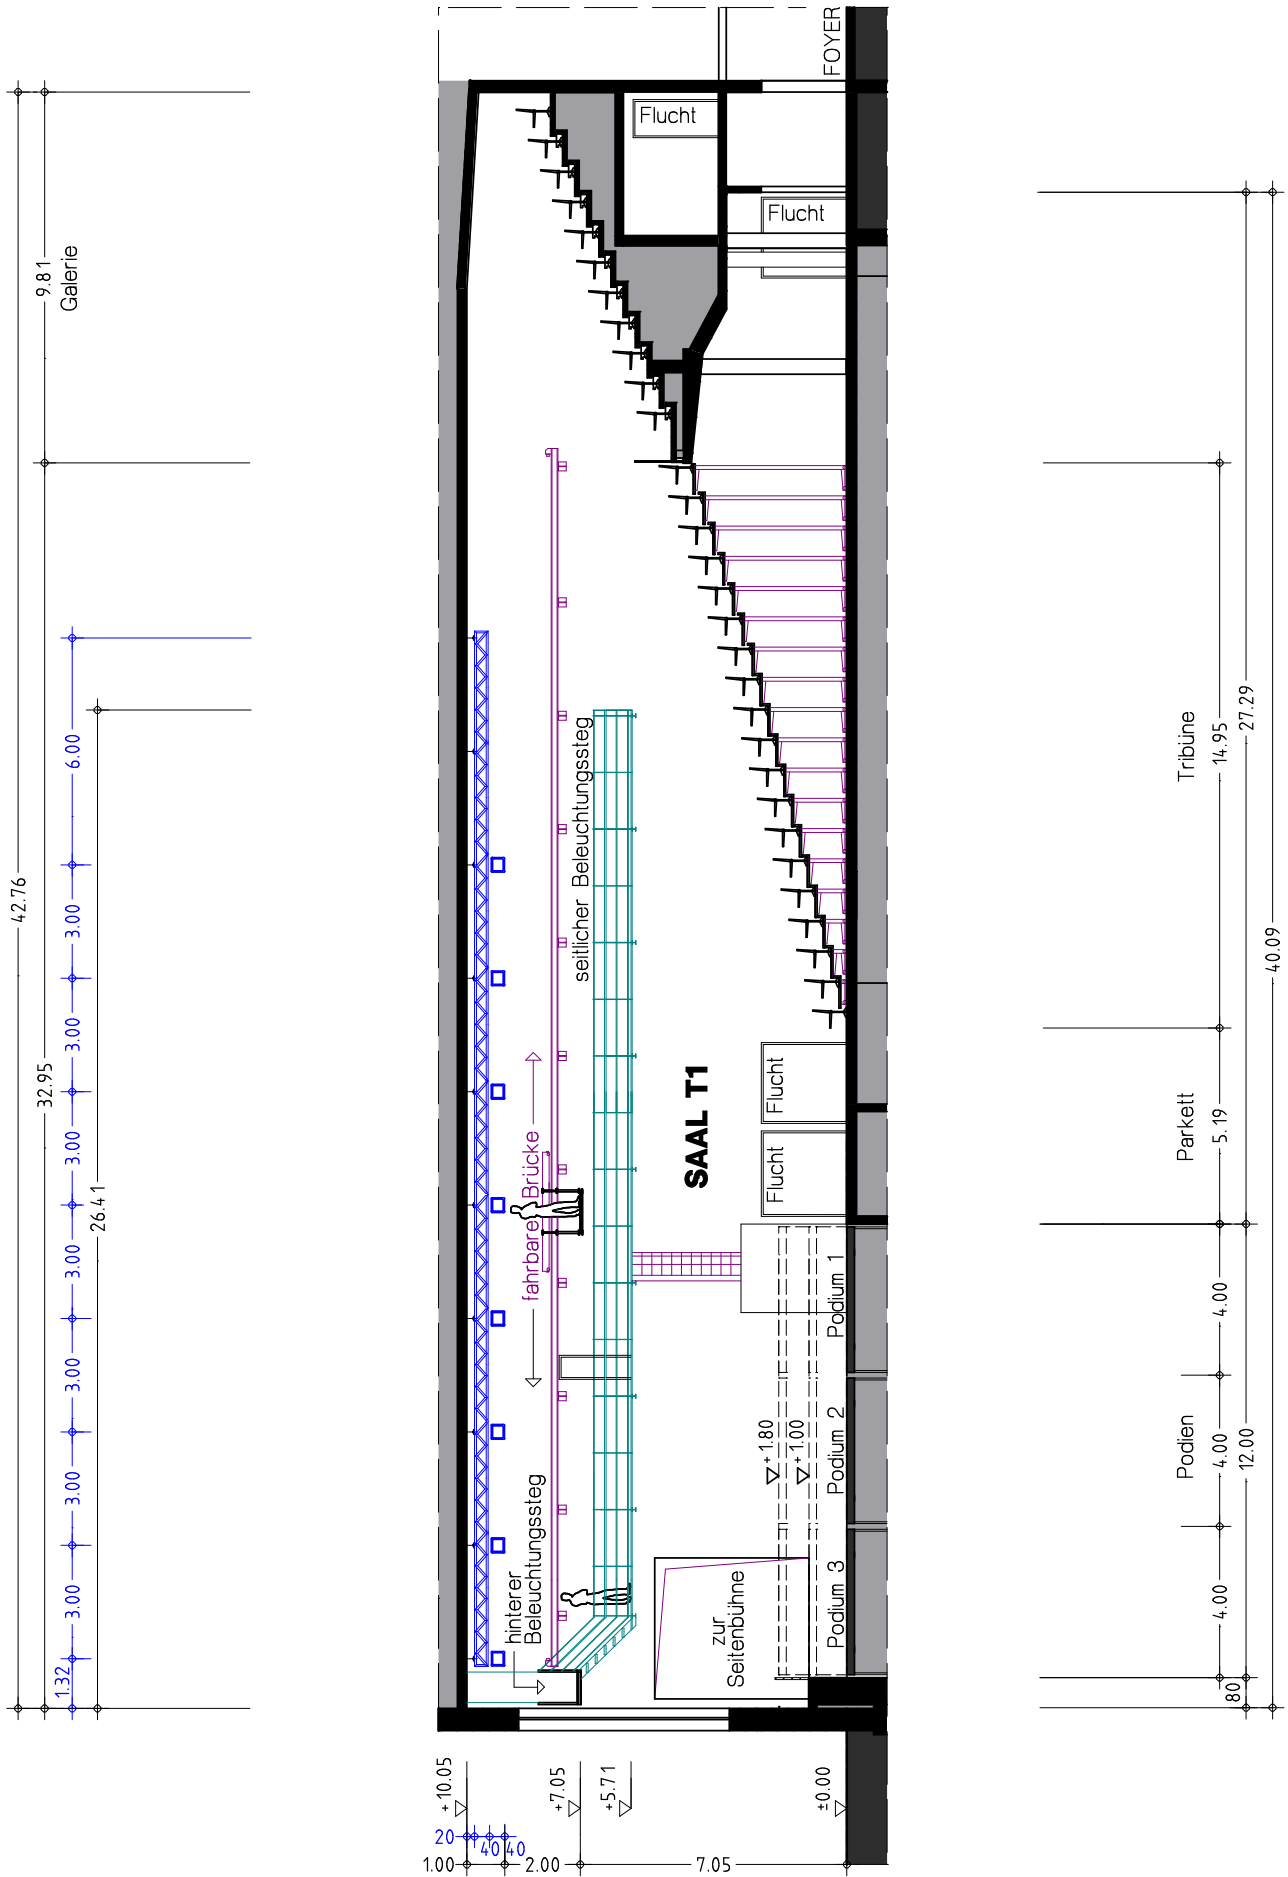 FOYER
Flucht
Flucht
9.81
Galerie
42.76
32.95
26.41
6.00
3.00
3.00
3.00
3.00
3.00
3.00
3.00
1.32
seitlicher Beleuchtungssteg
fahrbare Brücke
SAAL T1
Flucht
Flucht
hinterer
Beleuchtungssteg
zur
Seitenbühne
Podium 1
Podium 2
Podium 3
+1.80
+1.00
Tribüne
14.95
27.29
40.09
Parkett
5.19
Podien
4.00
4.00
4.00
12.00
80
+10.05
+7.05
+5.71
±0.00
20
40
40
1.00
2.00
7.05